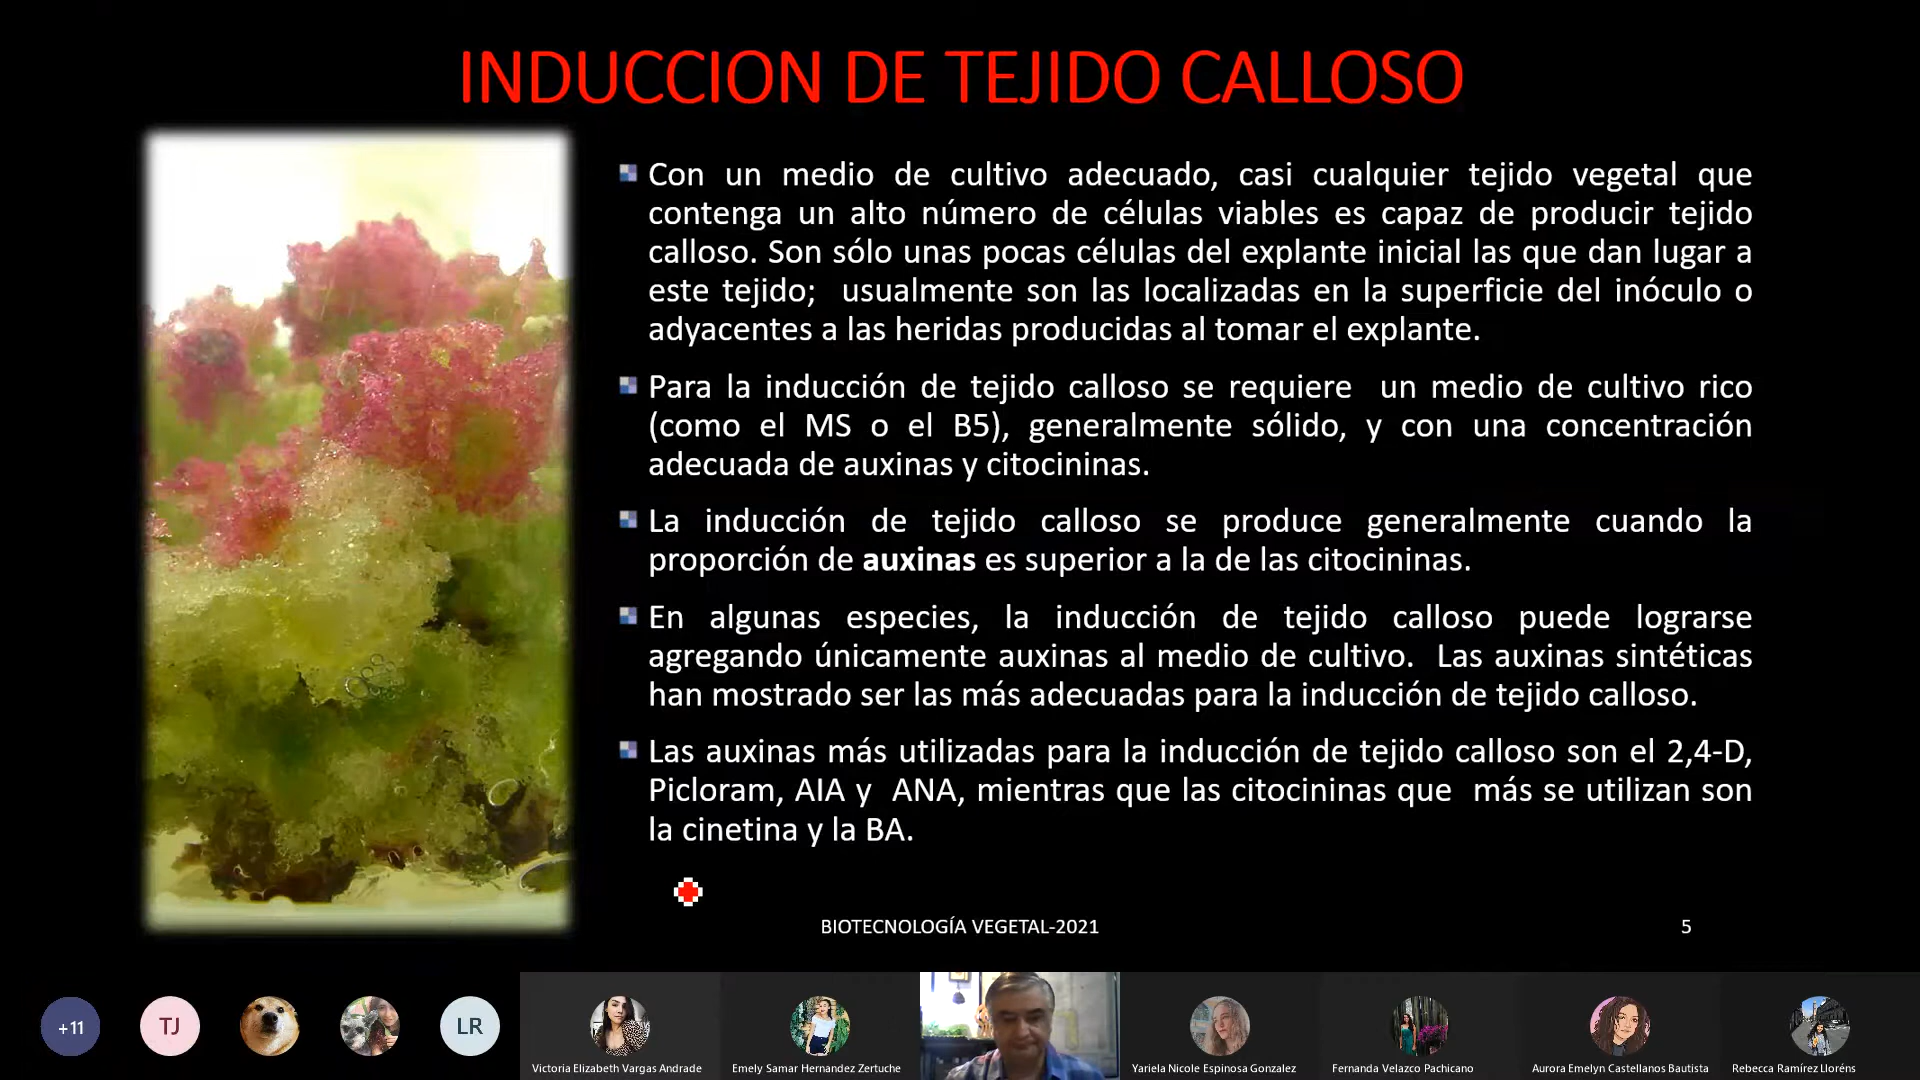 INDUCCION DE TEJIDO CALLOSO
Con un medio de cultivo adecuado, casi cualquier tejido vegetal que
contenga un alto número de células viables es capaz de producir tejido
calloso. Son sólo unas pocas células del explante inicial las que dan lugar a
este tejido; usualmente son las localizadas en la superficie del inóculo o
adyacentes a las heridas producidas al tomar el explante.
Para la inducción de tejido calloso se requiere un medio de cultivo rico
(como el MS o el B5), generalmente sólido, y con una concentración
adecuada de auxinas y citocininas.
La inducción de tejido calloso se produce generalmente cuando la
proporción de auxinas es superior a la de las citocininas.
En algunas especies, la inducción de tejido calloso puede lograrse
agregando únicamente auxinas al medio de cultivo. Las auxinas sintéticas
han mostrado ser las más adecuadas para la inducción de tejido calloso.
Las auxinas más utilizadas para la inducción de tejido calloso son el 2,4-D,
Picloram, AIA y ANA, mientras que las citocininas que más se utilizan son
la cinetina y la BA.
BIOTECNOLOGÍA VEGETAL-2021
5
+11
TJ
LR
Victoria Elizabeth Vargas Andrade
Emely Samar Hernandez Zertuche
Yariela Nicole Espinosa Gonzalez
Fernanda Velazco Pachicano
Aurora Emelyn Castellanos Bautista
Rebecca Ramírez Lloréns